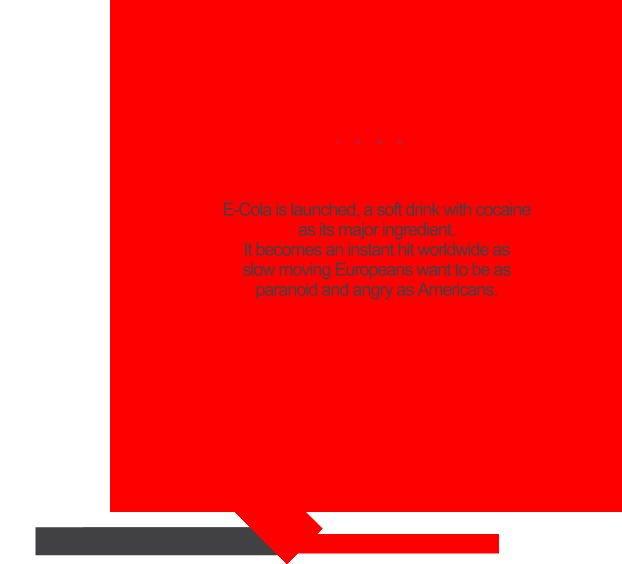 E-Cola is launched, a soft drink with cocaine
as its major ingredient.
It becomes an instant hit worldwide as
slow moving Europeans want to be as
paranoid and angry as Americans.